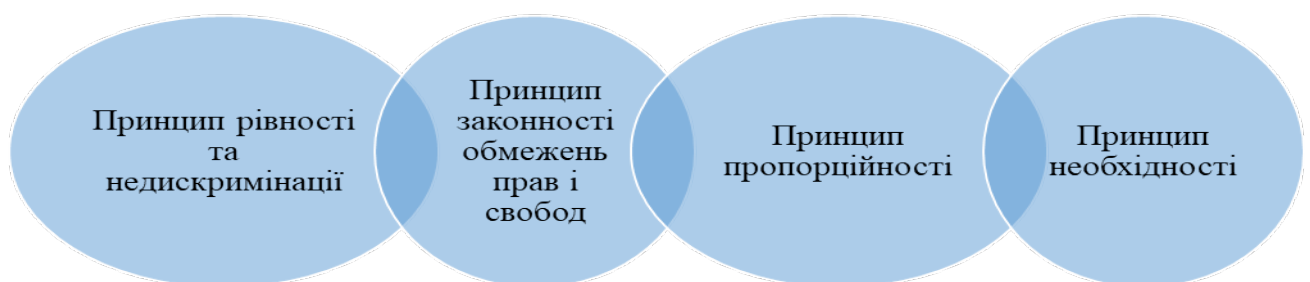 Принцип рівності
та
недискримінації
Принцип
законності
обмежень
прав і
свобод
Принцип
пропорційності
Принцип
необхідності